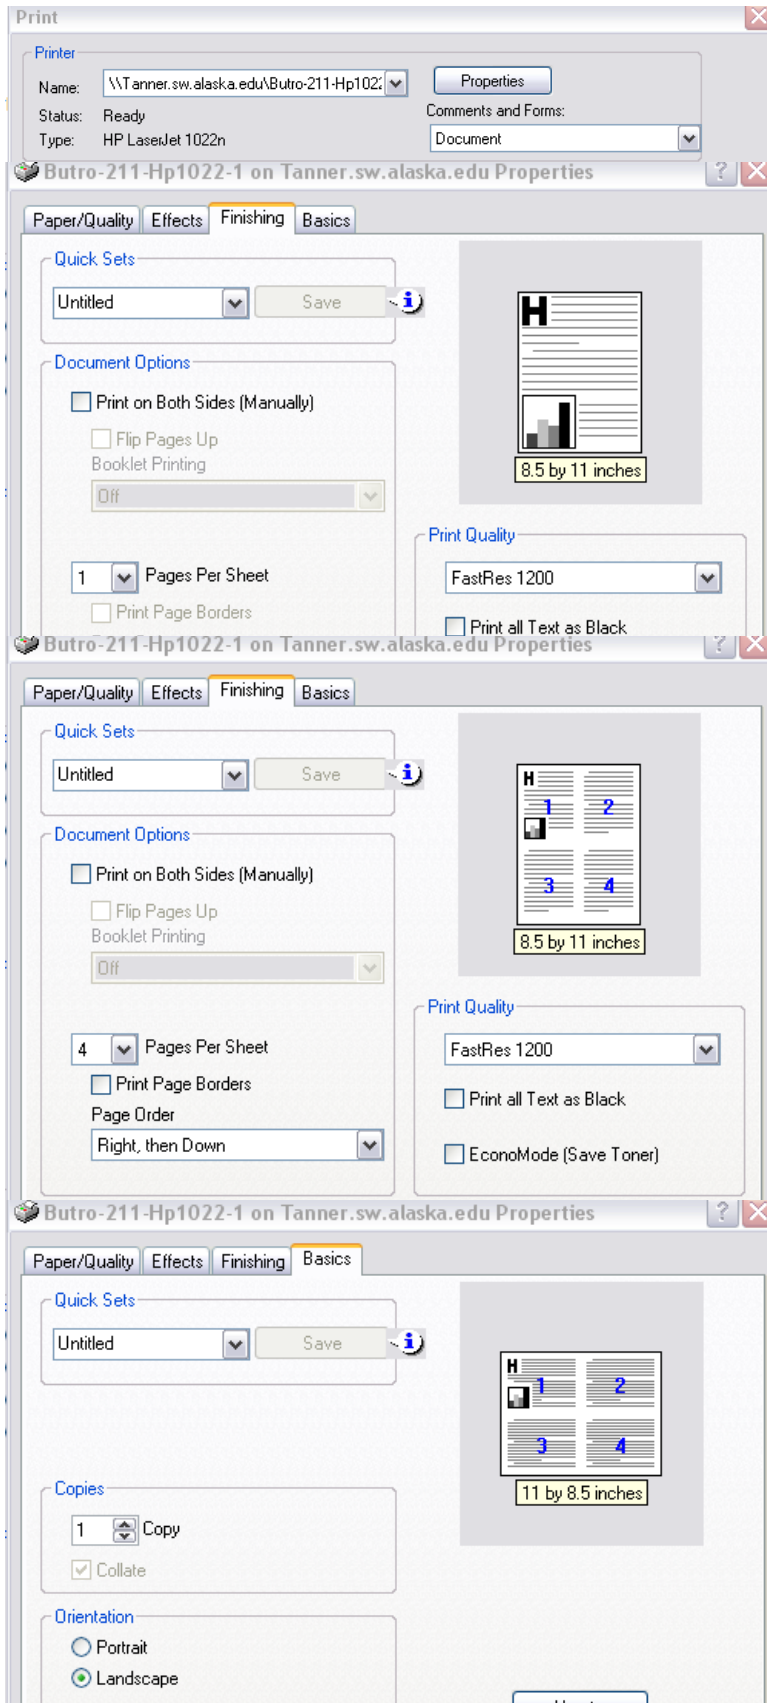 Print
Printer
Name: \\Tanner.sw.alaska.edu\Butro-211-Hp102 Properties
Status: Ready Comments and Forms:
Type: HP LaserJet 1022n Document
Butro-211-Hp1022-1 on Tanner.sw.alaska.edu Properties
Paper/Quality Effects Finishing Basics
Quick Sets
Untitled Save
H
Document Options
Print on Both Sides (Manually)
Flip Pages Up
Booklet Printing
8.5 by 11 inches
Off
Print Quality
1 Pages Per Sheet FastRes 1200
Print Page Borders
Print all Text as Black
Butro-211-Hp1022-1 on Tanner.sw.alaska.edu Properties
Paper/Quality Effects Finishing Basics
Quick Sets
Untitled Save
H
1 2
Document Options
Print on Both Sides (Manually)
3 4
Flip Pages Up
Booklet Printing
8.5 by 11 inches
Off
Print Quality
4 Pages Per Sheet FastRes 1200
Print Page Borders
Print all Text as Black
Page Order
Right, then Down
EconoMode (Save Toner)
Butro-211-Hp1022-1 on Tanner.sw.alaska.edu Properties
Paper/Quality Effects Finishing Basics
Quick Sets
Untitled Save
H
1 2
3 4
Copies
11 by 8.5 inches
1 Copy
Collate
Orientation
Portrait
Landscape